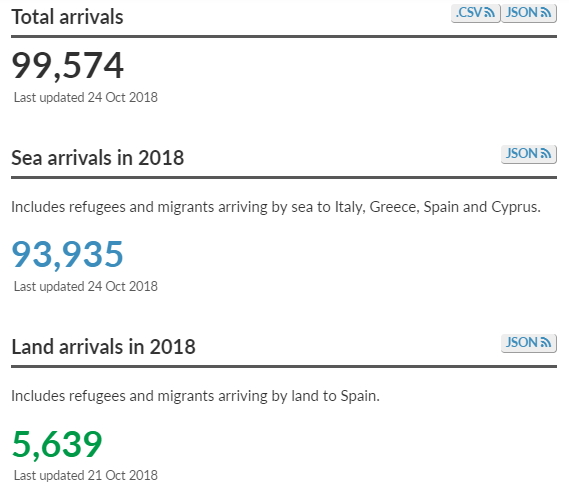 Total arrivals .CSV JSON
99,574
Last updated 24 Oct 2018
Sea arrivals in 2018 JSON
Includes refugees and migrants arriving by sea to Italy, Greece, Spain and Cyprus.
93,935
Last updated 24 Oct 2018
Land arrivals in 2018 JSON
Includes refugees and migrants arriving by land to Spain.
5,639
Last updated 21 Oct 2018